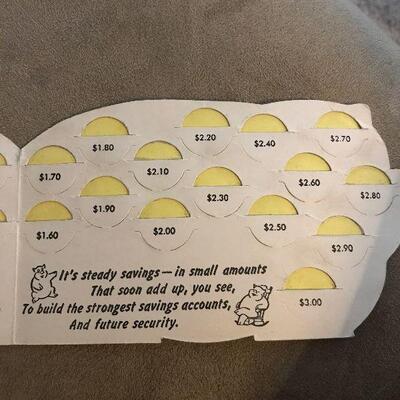 $2.20 $2.40 $2.70
$1.80
$1.70 $2.10 $2.60 $2.80
$1.90 $2.30
$1.60 $2.00 $2.50 $2.90
$3.00
It's steady savings—in small amounts
That soon add up, you see,
To build the strongest savings accounts,
And future security.